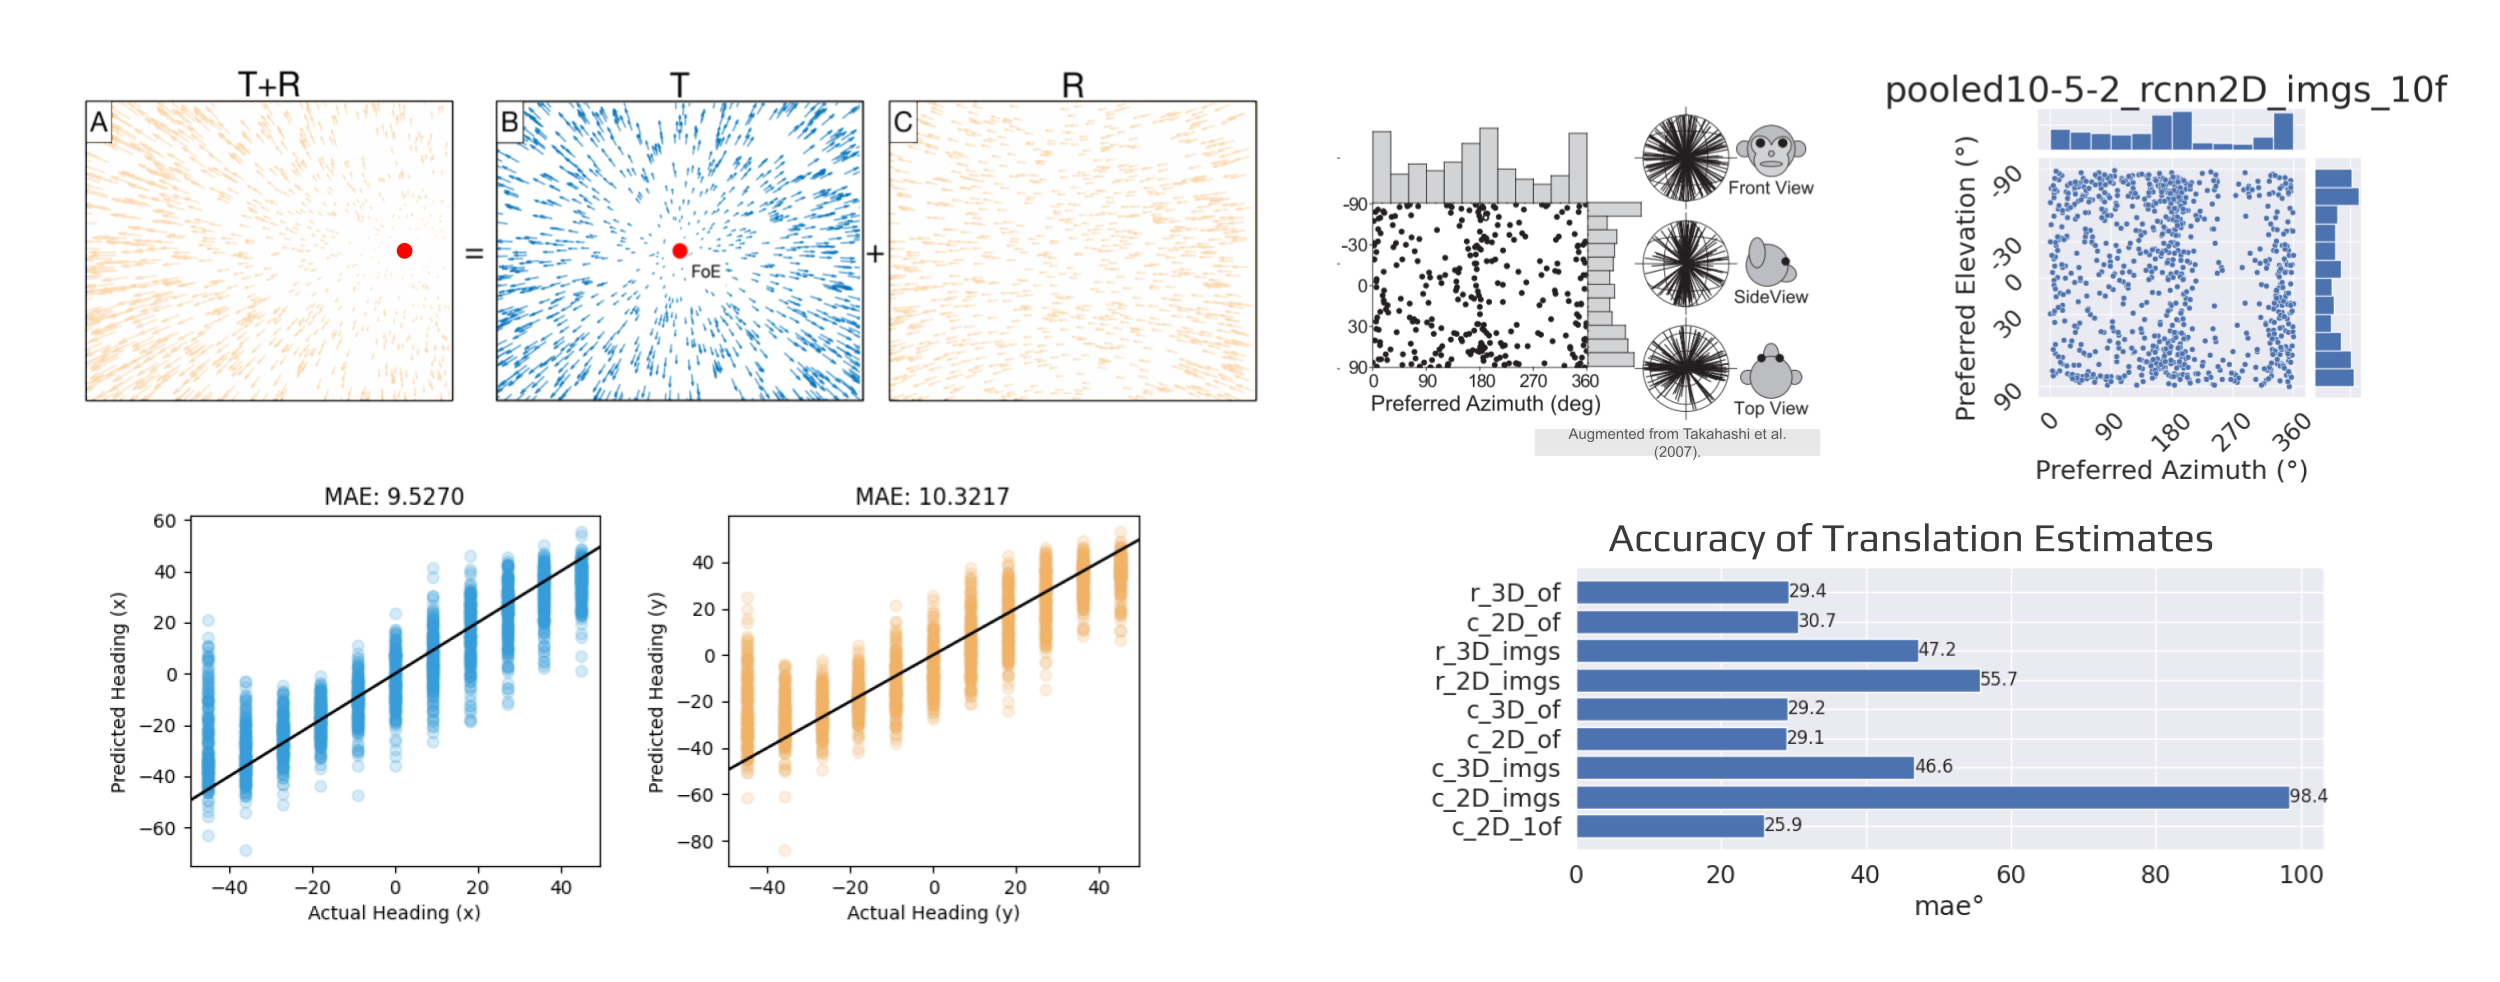 T+R
T
R
A
=
B
FoE
+
C
-90
-30
0
30
90
0
90
180
270
360
Preferred Azimuth (deg)
Front View
SideView
Top View
Augmented from Takahashi et al.
(2007).
pooled10-5-2_rcnn2D_imgs_10f
Preferred Elevation (°)
-90
-30
0
30
90
0
90
180
270
360
Preferred Azimuth (°)
MAE: 9.5270
Predicted Heading (x)
60
40
20
0
−20
−40
−60
−40
−20
0
20
40
Actual Heading (x)
MAE: 10.3217
Predicted Heading (y)
40
20
0
−20
−40
−60
−80
−40
−20
0
20
40
Actual Heading (y)
Accuracy of Translation Estimates
r_3D_of 29.4
c_2D_of 30.7
r_3D_imgs 47.2
r_2D_imgs 55.7
c_3D_of 29.2
c_2D_of 29.1
c_3D_imgs 46.6
c_2D_imgs 98.4
c_2D_1of 25.9
0
20
40
60
80
100
mae°